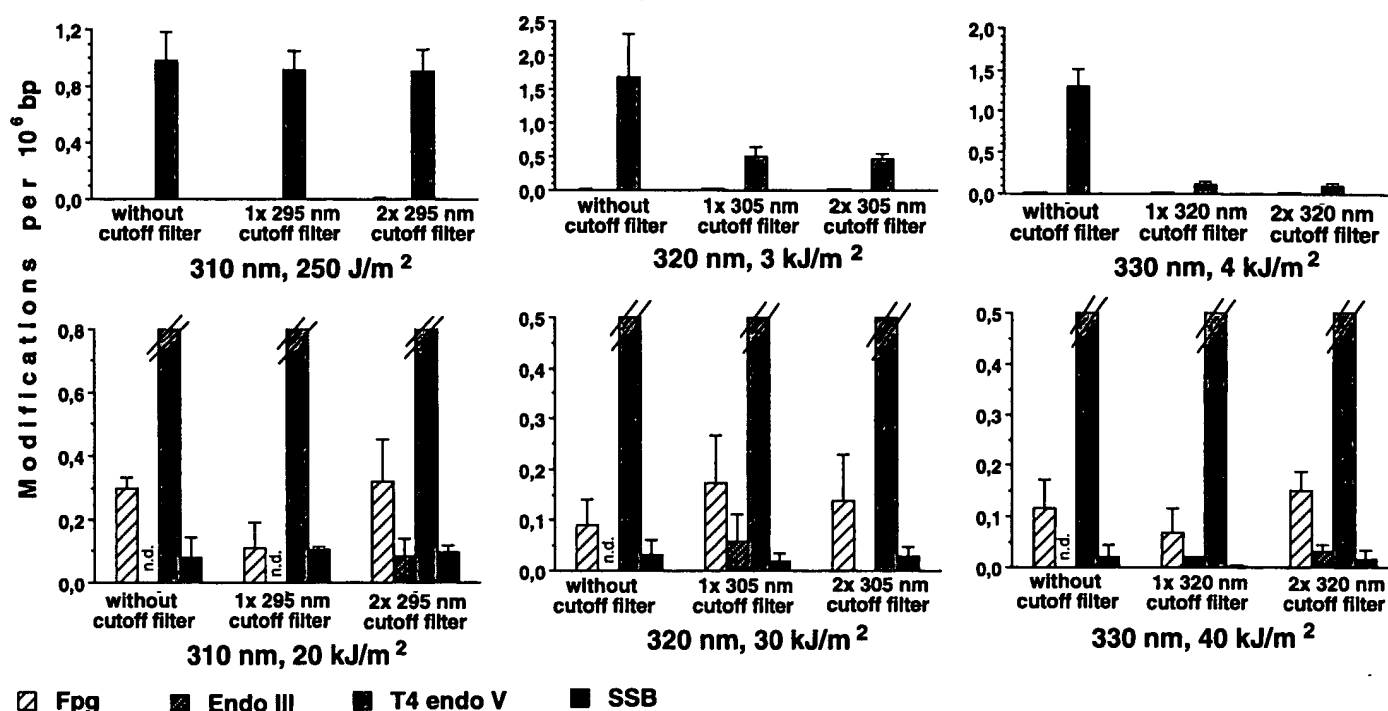 Modifications per 10⁶ bp
1,2
0,8
0,4
0,0
without cutoff filter
1x 295 nm cutoff filter
2x 295 nm cutoff filter
310 nm, 250 J/m²
2,5
2,0
1,5
1,0
0,5
0,0
without cutoff filter
1x 305 nm cutoff filter
2x 305 nm cutoff filter
320 nm, 3 kJ/m²
2,0
1,5
1,0
0,5
0,0
without cutoff filter
1x 320 nm cutoff filter
2x 320 nm cutoff filter
330 nm, 4 kJ/m²
0,8
0,6
0,4
0,2
0,0
n.d.
n.d.
without cutoff filter
1x 295 nm cutoff filter
2x 295 nm cutoff filter
310 nm, 20 kJ/m²
0,5
0,4
0,3
0,2
0,1
0,0
n.d.
without cutoff filter
1x 305 nm cutoff filter
2x 305 nm cutoff filter
320 nm, 30 kJ/m²
0,5
0,4
0,3
0,2
0,1
0,0
n.d.
without cutoff filter
1x 320 nm cutoff filter
2x 320 nm cutoff filter
330 nm, 40 kJ/m²
Fpg Endo III T4 endo V SSB